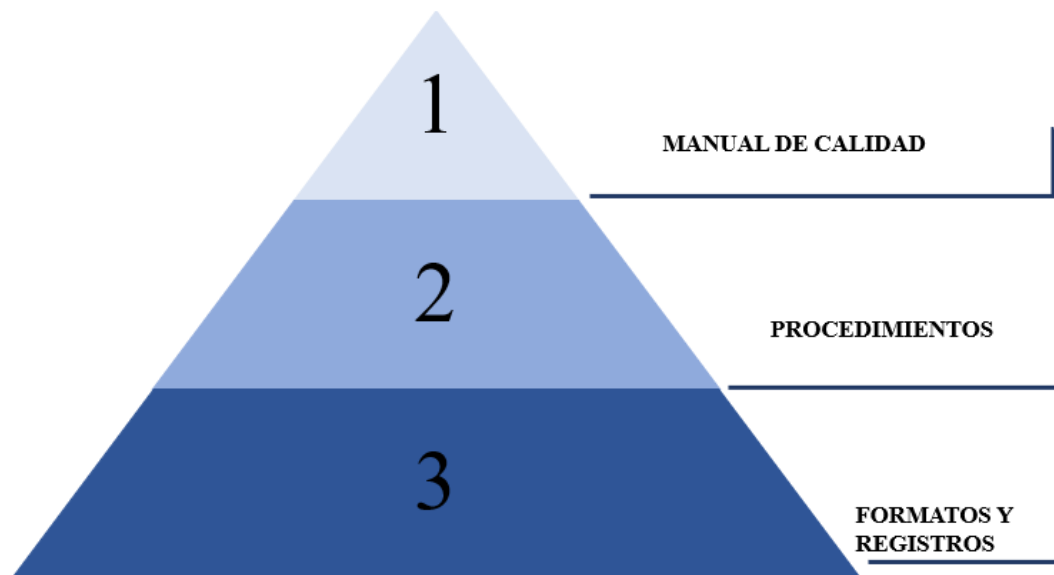 1
MANUAL DE CALIDAD
2
PROCEDIMIENTOS
3
FORMATOS Y
REGISTROS